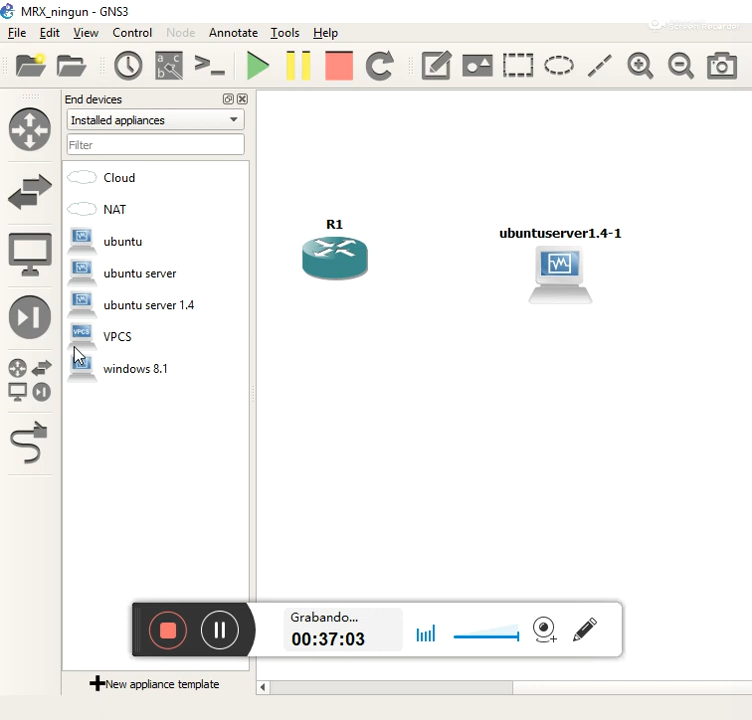 MRX_ningun - GNS3
File Edit View Control Node Annotate Tools Help
End devices
Installed appliances
Filter
Cloud
NAT
ubuntu
ubuntu server
ubuntu server 1.4
VPCS
VPCS
windows 8.1
New appliance template
R1
ubuntuserver1.4-1
Grabando...
00:37:03